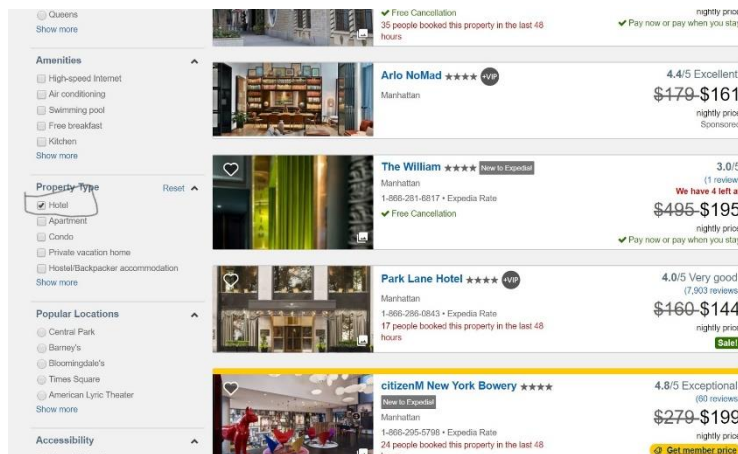 Queens
Show more
Amenities
High-speed Internet
Air conditioning
Swimming pool
Free breakfast
Kitchen
Show more
Property Type Reset
Hotel
Apartment
Condo
Private vacation home
Hostel/Backpacker accommodation
Show more
Popular Locations
Central Park
Barney's
Bloomingdale's
Times Square
American Lyric Theater
Show more
Accessibility
Free Cancellation
35 people booked this property in the last 48
hours
nightly price
Pay now or pay when you stay
Arlo NoMad +VIP
Manhattan
4.4/5 Excellent
$179 $161
nightly price
Sponsored
The William New to Expedia!
Manhattan
1-866-281-6817 • Expedia Rate
Free Cancellation
3.0/5
(1 review
We have 4 left a
$495 $195
nightly price
Pay now or pay when you stay
Park Lane Hotel +VIP
Manhattan
1-866-286-0843 • Expedia Rate
17 people booked this property in the last 48
hours
4.0/5 Very good
(7,903 reviews
$160 $144
nightly price
Sale!
citizenM New York Bowery
New to Expedia!
Manhattan
1-866-295-5798 • Expedia Rate
24 people booked this property in the last 48
4.8/5 Exceptional
(60 reviews
$279 $199
nightly price
Get member price